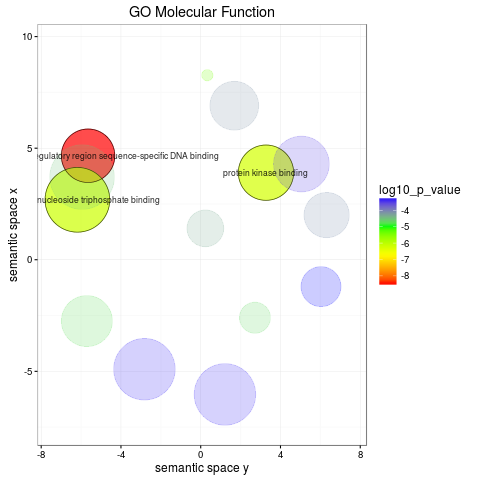 GO Molecular Function
10
5
0
-5
semantic space x
gulatory region sequence-specific DNA binding
nucleoside triphosphate binding
protein kinase binding
-8
-4
0
4
8
semantic space y
log10_p_value
-4
-5
-6
-7
-8